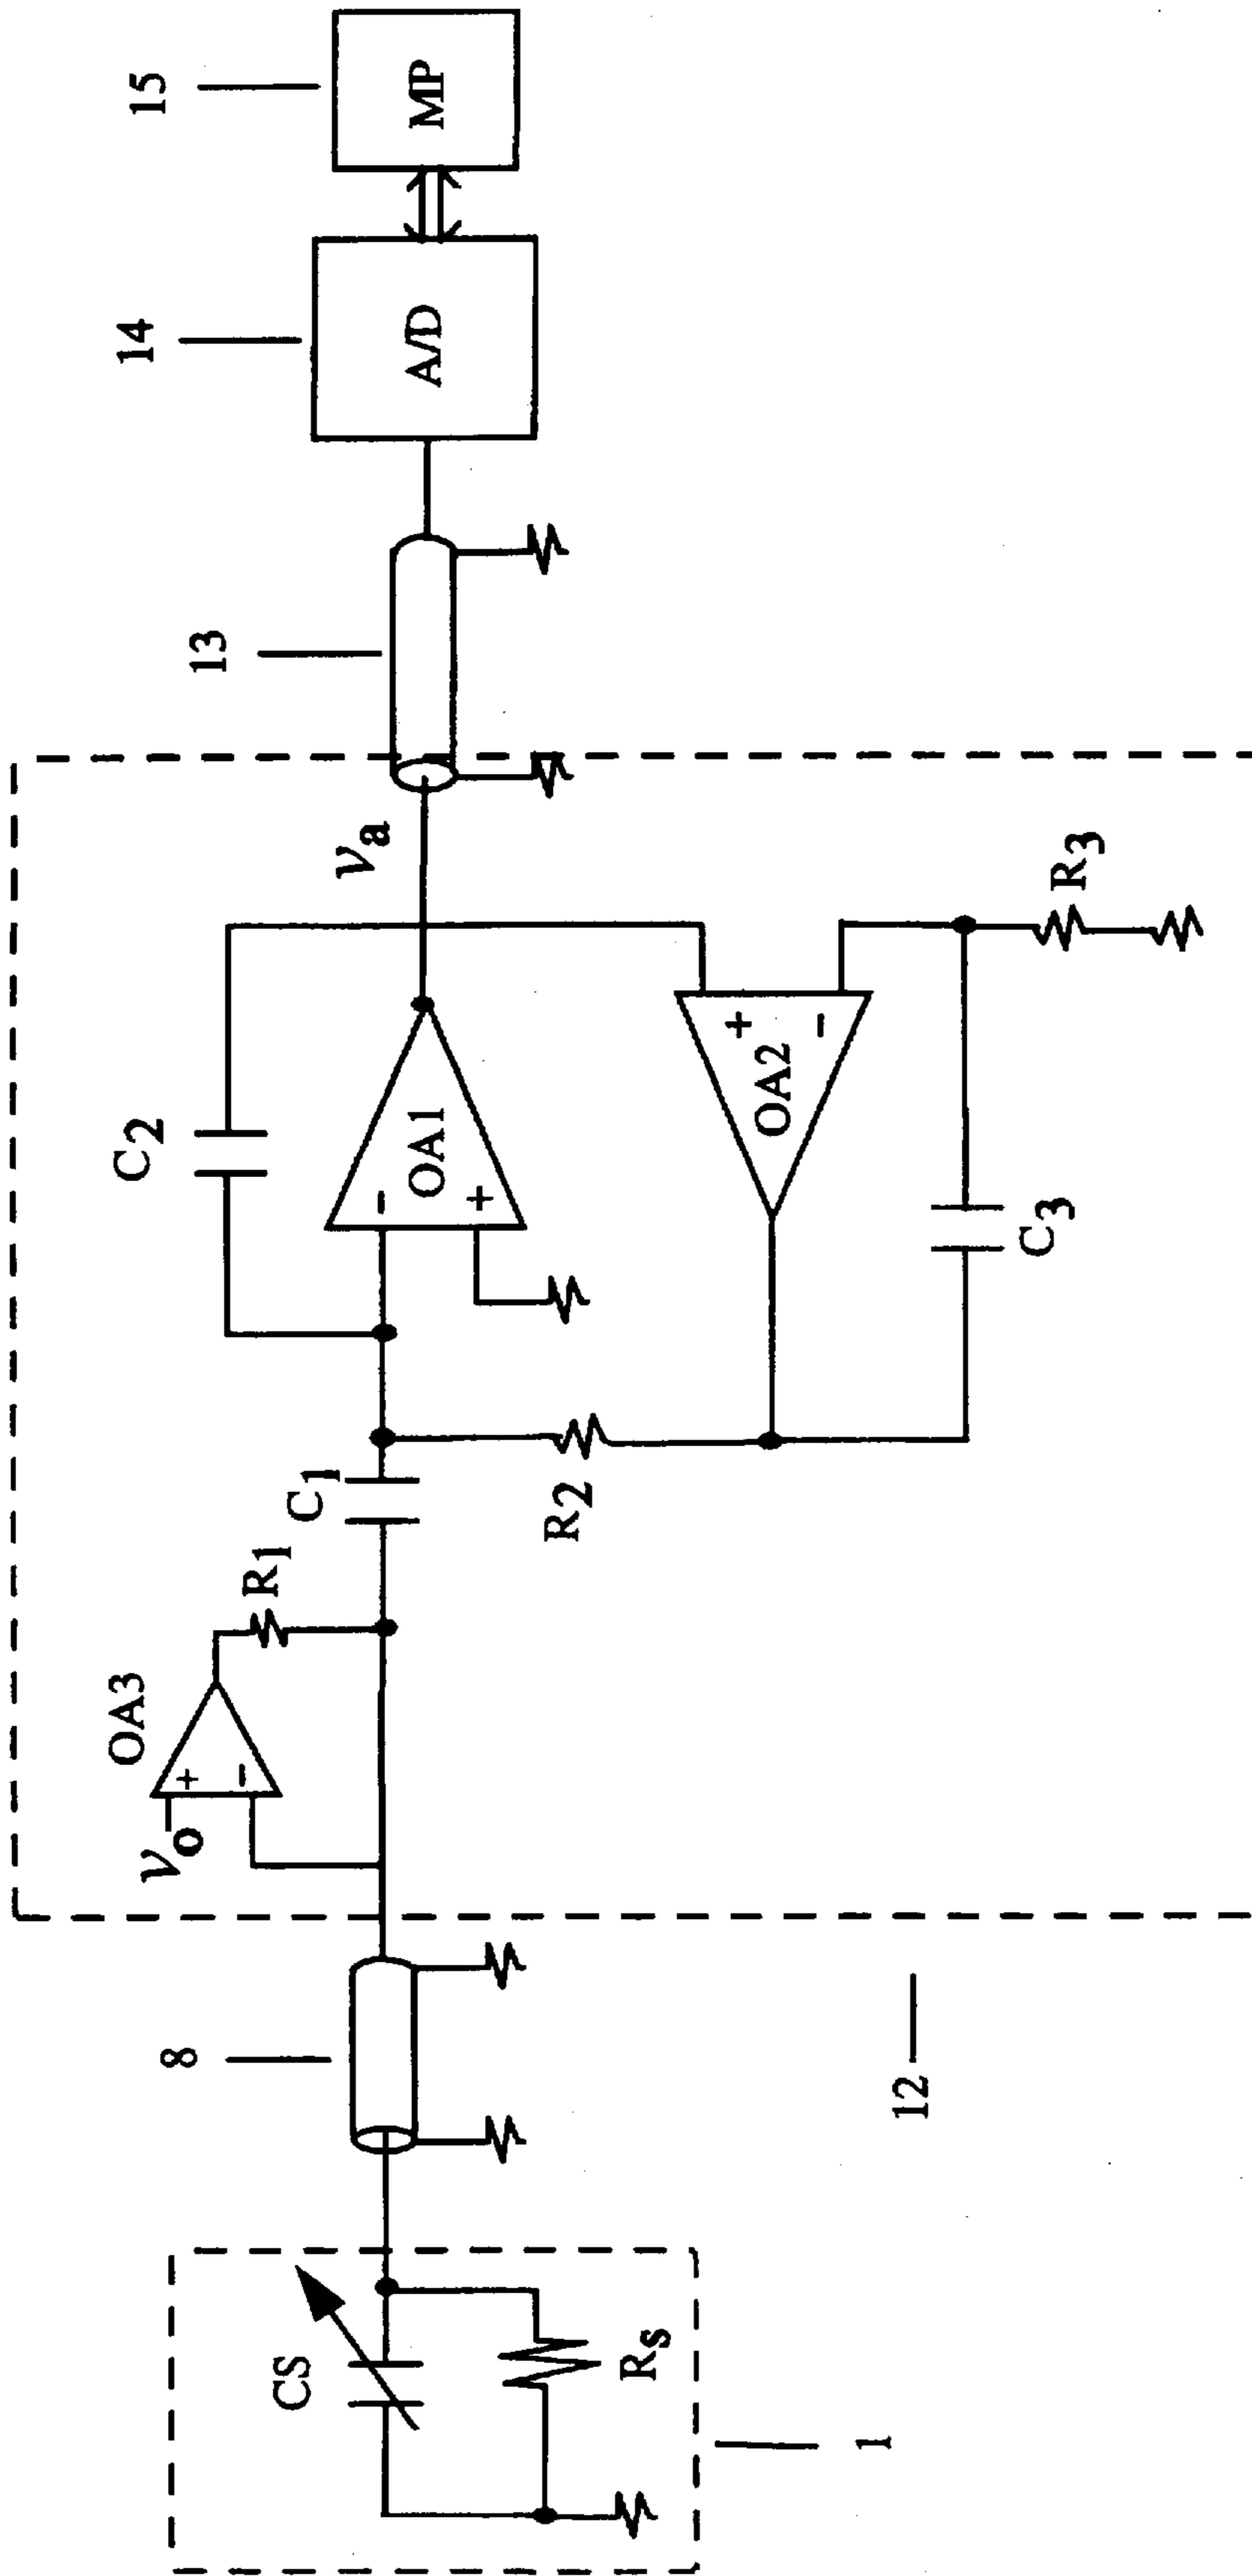 1
CS
Rs
8
12
vo
+
-
OA3
R1
C1
R2
C2
-
+
OA1
+
-
OA2
C3
R3
va
13
14
A/D
15
MP